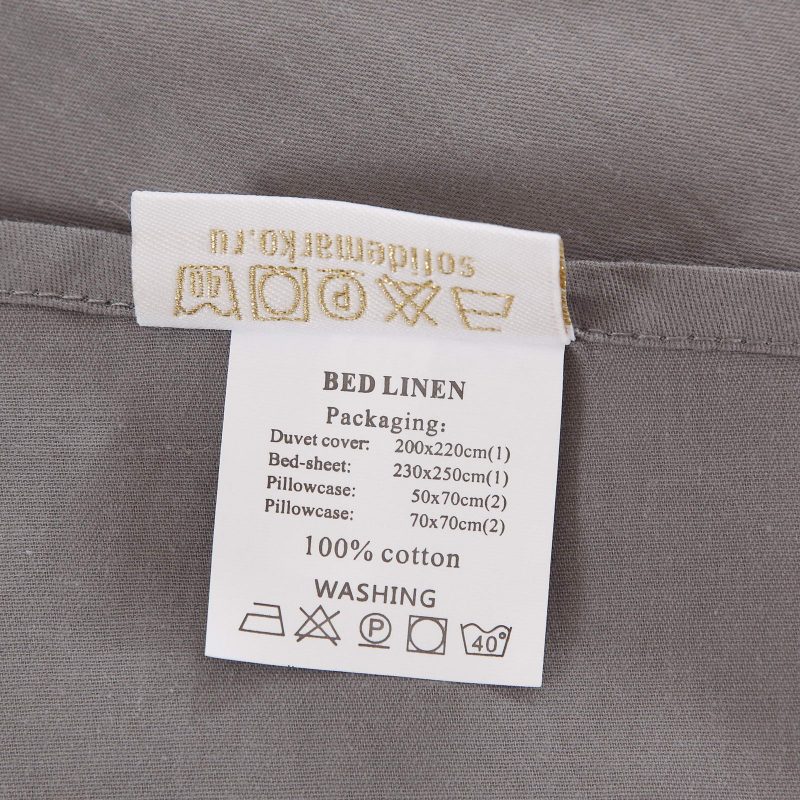 solidemarko.ru
40
P
BED LINEN
Packaging:
Duvet cover: 200x220cm(1)
Bed-sheet: 230x250cm(1)
Pillowcase: 50x70cm(2)
Pillowcase: 70x70cm(2)
100% cotton
WASHING
P 40°